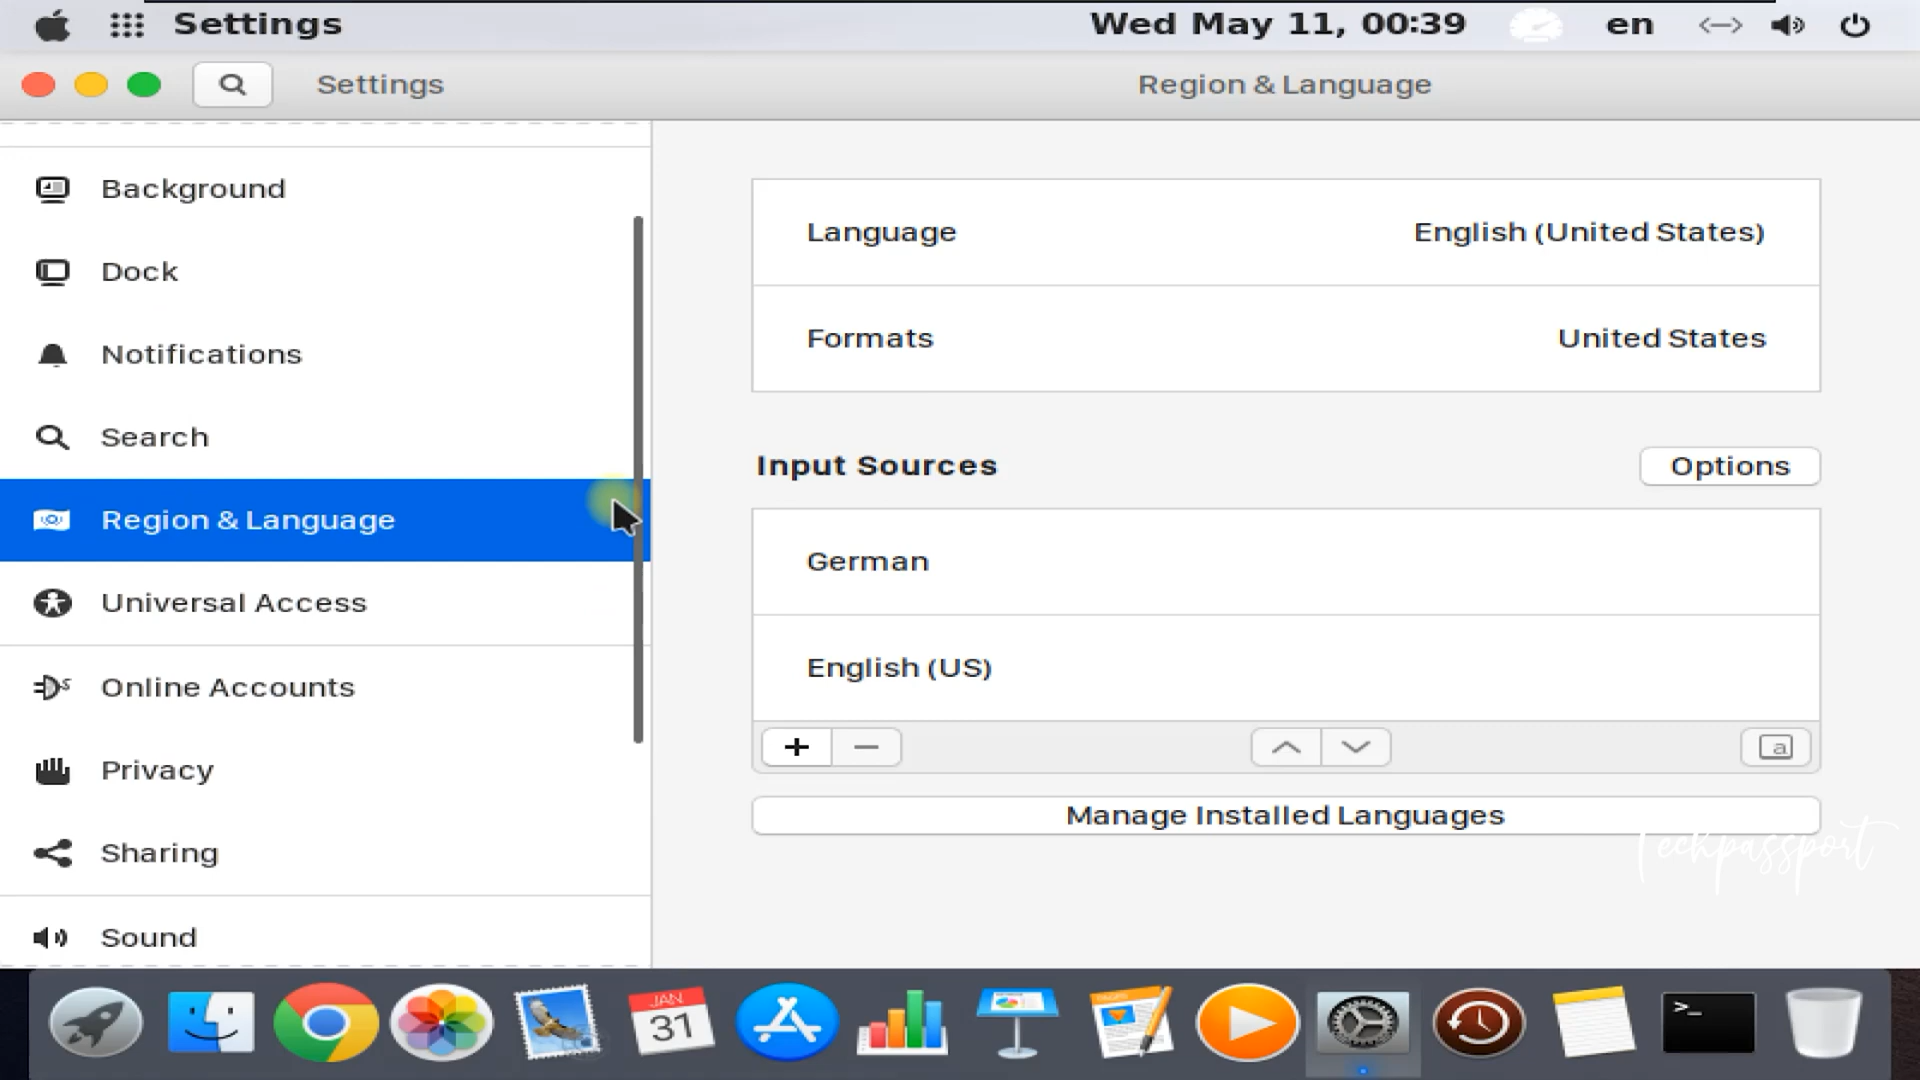 Settings
Wed May 11, 00:39
en
Settings
Region & Language
Background
Dock
Notifications
Search
Region & Language
Universal Access
Online Accounts
Privacy
Sharing
Sound
Language
English (United States)
Formats
United States
Input Sources
Options
German
English (US)
+
−
a
Manage Installed Languages
Techpassport
JAN
31
PAGES
>_